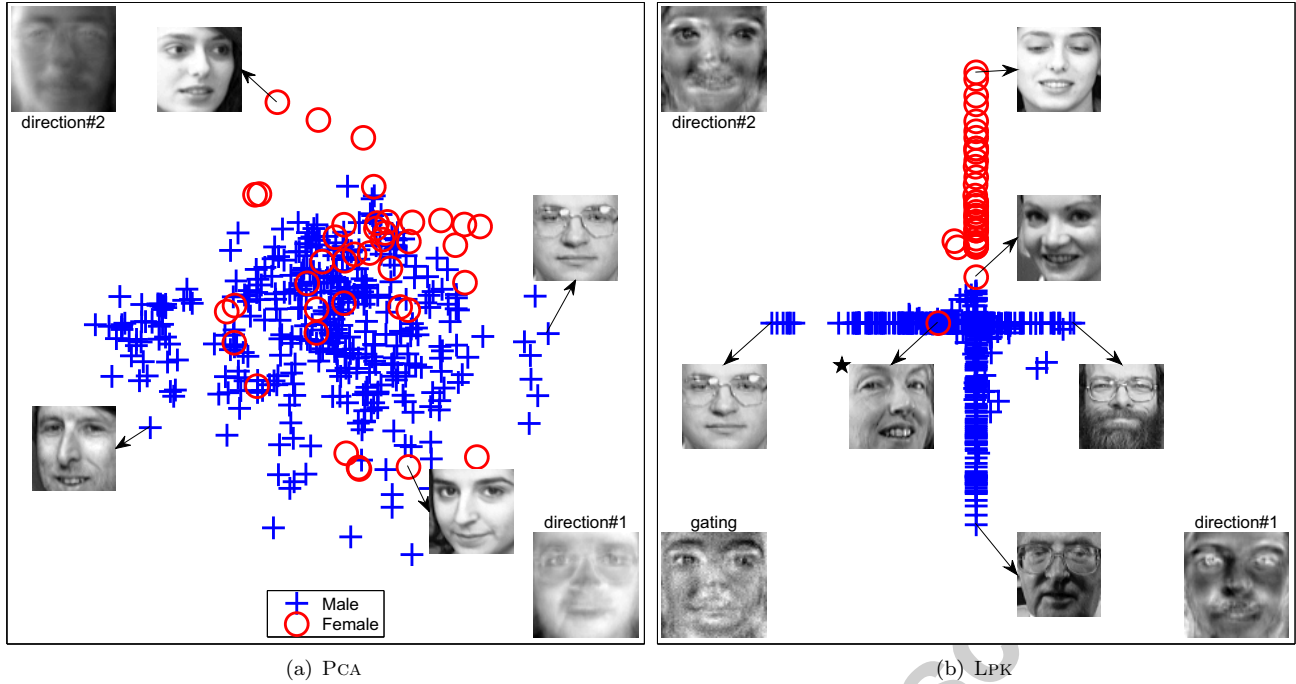 direction#2
direction#1
Male
Female
(a) PCA
direction#2
gating
direction#1
(b) LPK